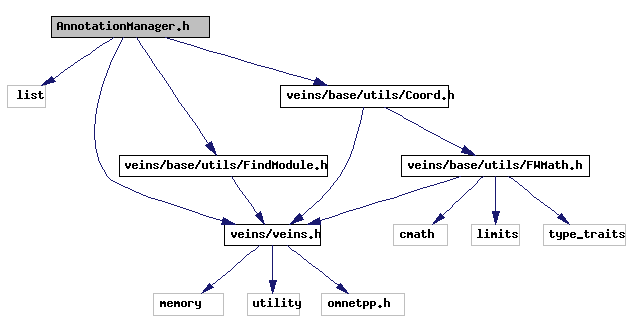 AnnotationManager.h
list
veins/base/utils/Coord.h
veins/base/utils/FindModule.h
veins/base/utils/FWMath.h
veins/veins.h
cmath
limits
type_traits
memory
utility
omnetpp.h